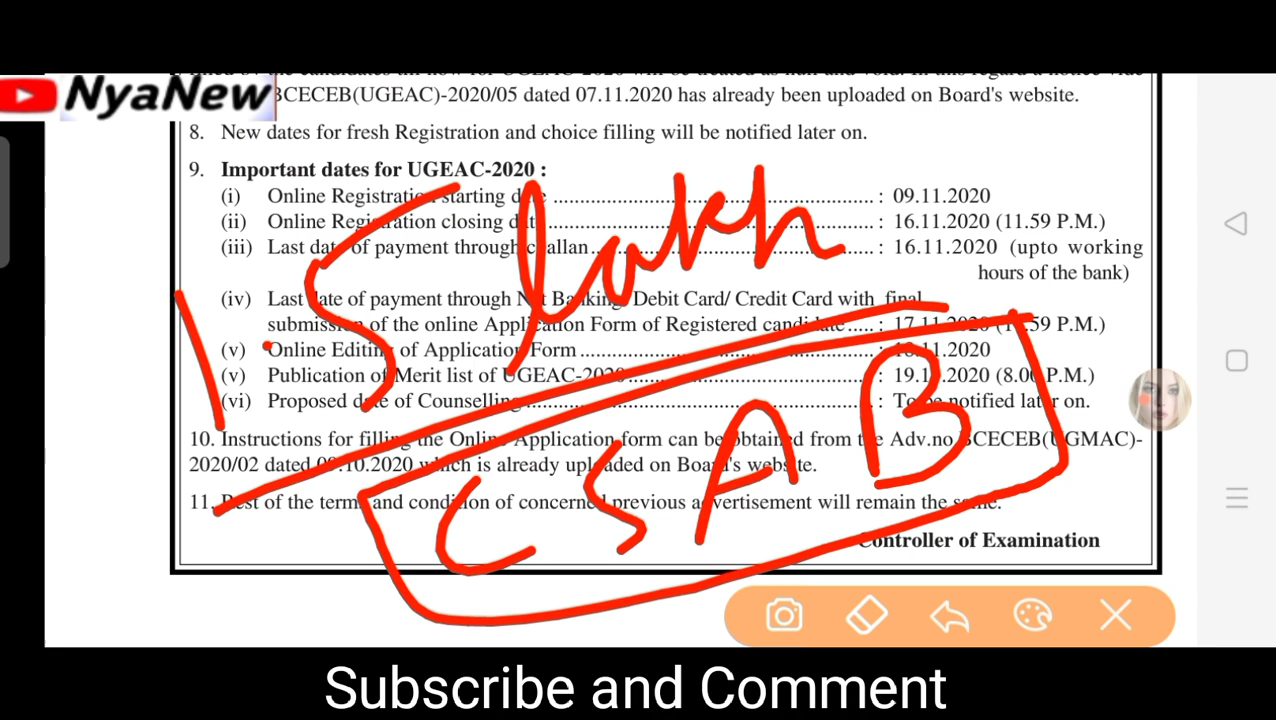 NyaNew
BCECEB(UGEAC)-2020/05 dated 07.11.2020 has already been uploaded on Board's website.
8. New dates for fresh Registration and choice filling will be notified later on.
9. Important dates for UGEAC-2020 :
(i) Online Registration starting date : 09.11.2020
(ii) Online Registration closing date : 16.11.2020 (11.59 P.M.)
(iii) Last date of payment through challan : 16.11.2020 (upto working
hours of the bank)
(iv) Last date of payment through Net Banking/ Debit Card/ Credit Card with final
submission of the online Application Form of Registered candidate : 17.11.2020 (11.59 P.M.)
(v) Online Editing of Application Form : 11.2020
(v) Publication of Merit list of UGEAC-2020 : 19.11.2020 (8.00 P.M.)
(vi) Proposed date of Counselling : To be notified later on.
10. Instructions for filling the Online Application form can be obtained from the Adv.no. BCECEB(UGMAC)-
2020/02 dated .10.2020 which is already uploaded on Board's website.
11. Rest of the terms and condition of concerned previous advertisement will remain the same.
Controller of Examination
1.5 lakh
CSAB
Subscribe and Comment